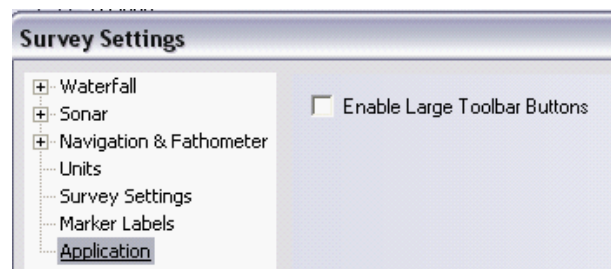 Survey Settings
Waterfall
Sonar
Navigation & Fathometer
Units
Survey Settings
Marker Labels
Application
Enable Large Toolbar Buttons